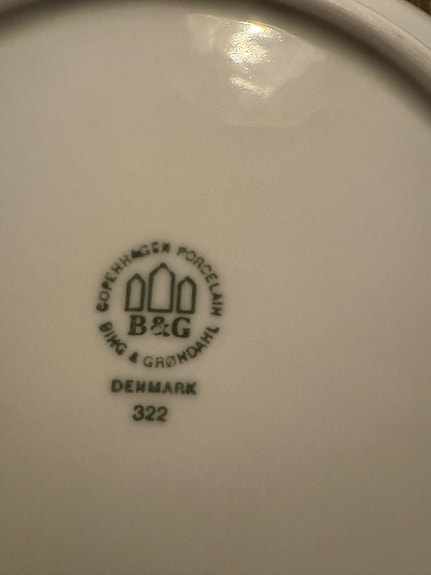 COPENHAGEN PORCELAIN
B&G
BING & GRØNDAHL
DENMARK
322